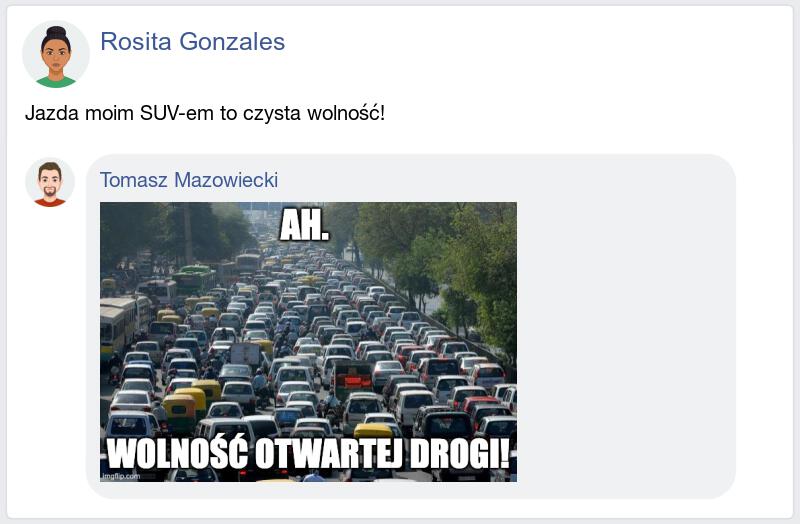 Rosita Gonzales
Jazda moim SUV-em to czysta wolność!
Tomasz Mazowiecki
AH.
WOLNOŚĆ OTWARTEJ DROGI!
imgflip.com